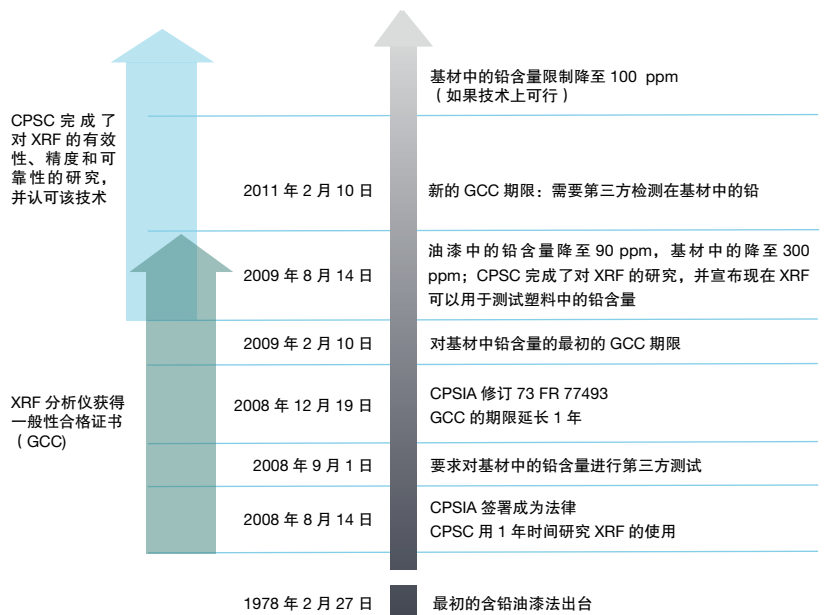 基材中的铅含量限制降至 100 ppm
（如果技术上可行）
CPSC 完成了
对 XRF 的有效
性、精度和可
靠性的研究，
并认可该技术
2011 年 2 月 10 日
新的 GCC 期限：需要第三方检测在基材中的铅
2009 年 8 月 14 日
油漆中的铅含量降至 90 ppm，基材中的降至 300
ppm；CPSC 完成了对 XRF 的研究，并宣布现在 XRF
可以用于测试塑料中的铅含量
2009 年 2 月 10 日
对基材中铅含量的最初的 GCC 期限
XRF 分析仪获得
一般性合格证书
（GCC)
2008 年 12 月 19 日
CPSIA 修订 73 FR 77493
GCC 的期限延长 1 年
2008 年 9 月 1 日
要求对基材中的铅含量进行第三方测试
2008 年 8 月 14 日
CPSIA 签署成为法律
CPSC 用 1 年时间研究 XRF 的使用
1978 年 2 月 27 日
最初的含铅油漆法出台